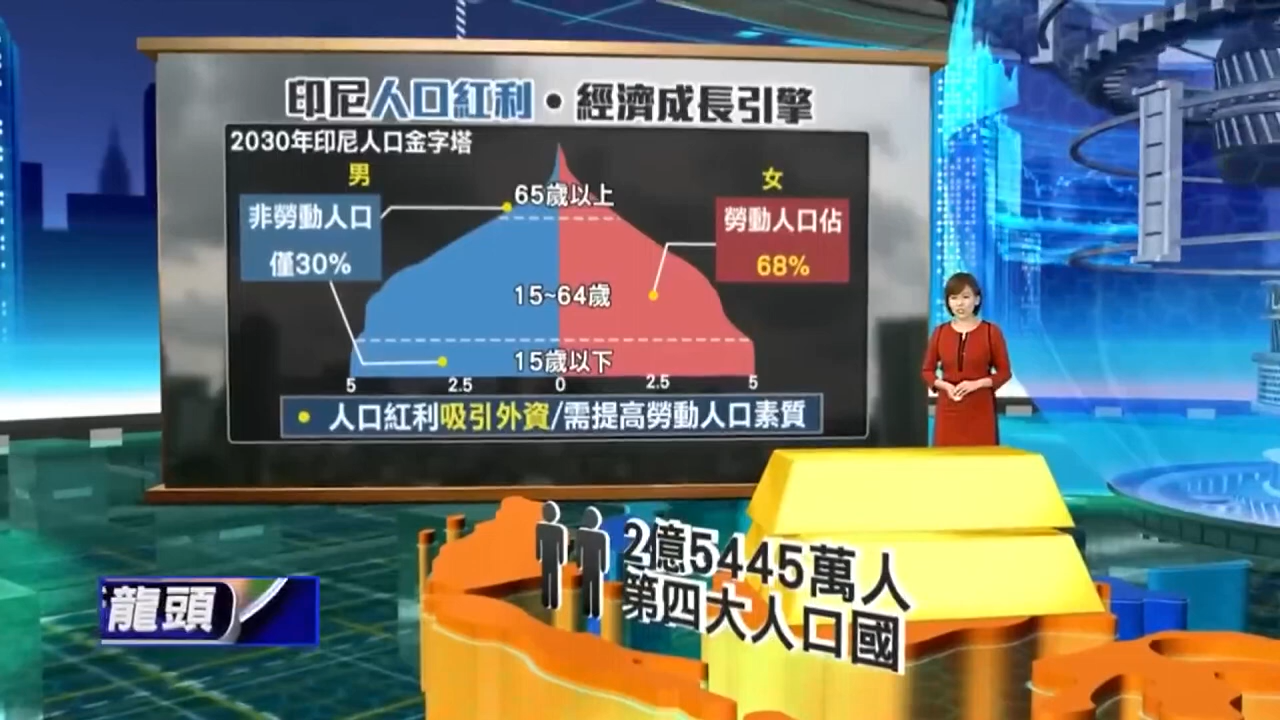 印尼人口紅利•經濟成長引擎
2030年印尼人口金字塔
男
女
65歲以上
非勞動人口
僅30%
勞動人口佔
68%
15~64歲
15歲以下
5 2.5 0 2.5 5
• 人口紅利吸引外資/需提高勞動人口素質
2億5445萬人
第四大人口國
龍頭